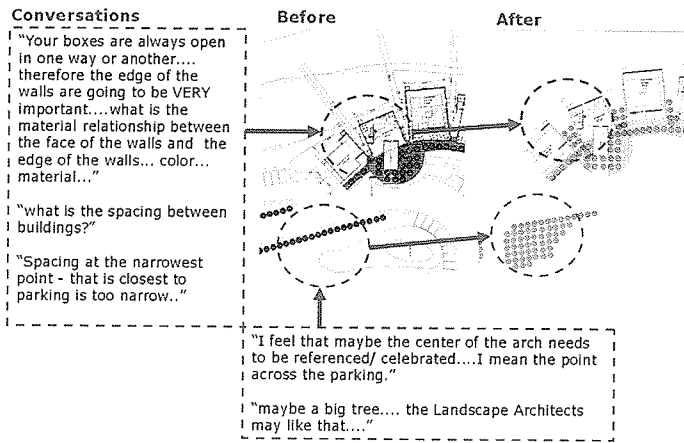 Conversations
Before
After
"Your boxes are always open
in one way or another....
therefore the edge of the
walls are going to be VERY
important....what is the
material relationship between
the face of the walls and the
edge of the walls... color...
material..."
"what is the spacing between
buildings?"
"Spacing at the narrowest
point - that is closest to
parking is too narrow.."
"I feel that maybe the center of the arch needs
to be referenced/ celebrated....I mean the point
across the parking."
"maybe a big tree.... the Landscape Architects
may like that...."